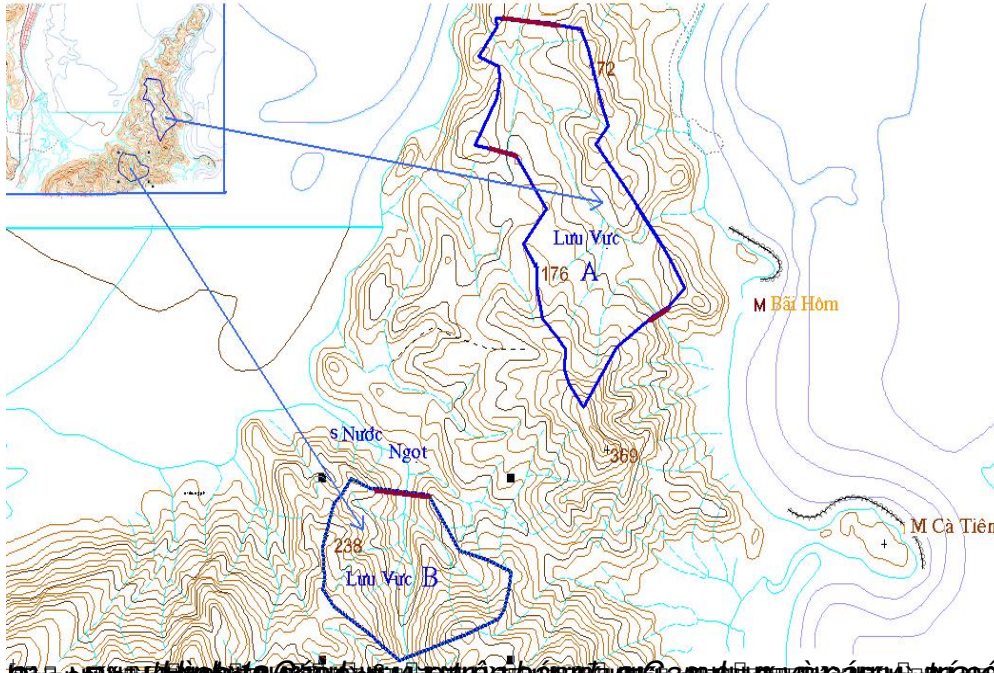 72
Lưu Vực
176 A
M Bãi Hôm
S Nước
Ngọt
369
M Cà Tiên
238
Lưu Vực B